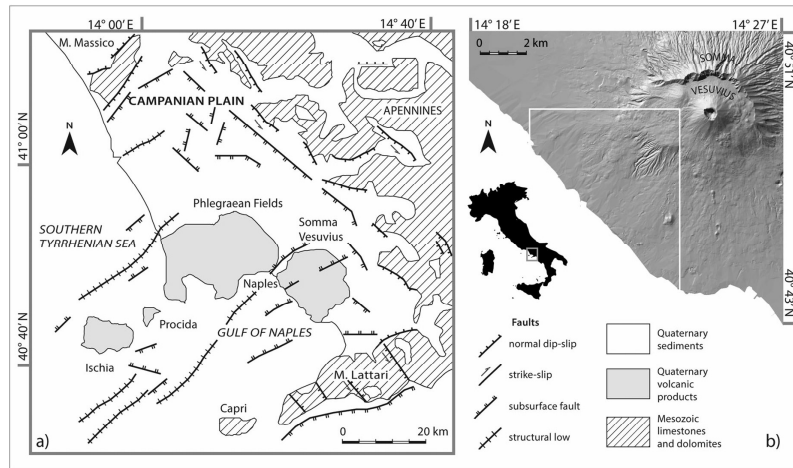 14° 00' E
14° 40' E
14° 18' E
14° 27' E
M. Massico
CAMPANIAN PLAIN
APENNINES
N
41° 00' N
Phlegraean Fields
SOUTHERN
TYRRHENIAN SEA
Somma
Vesuvius
Naples
Procida
GULF OF NAPLES
40° 40' N
Ischia
M. Lattari
Capri
0
20 km
a)
0
2 km
SOMMA
VESUVIUS
40° 51' N
N
40° 43' N
Faults
normal dip-slip
strike-slip
subsurface fault
structural low
Quaternary
sediments
Quaternary
volcanic
products
Mesozoic
limestones
and dolomites
b)